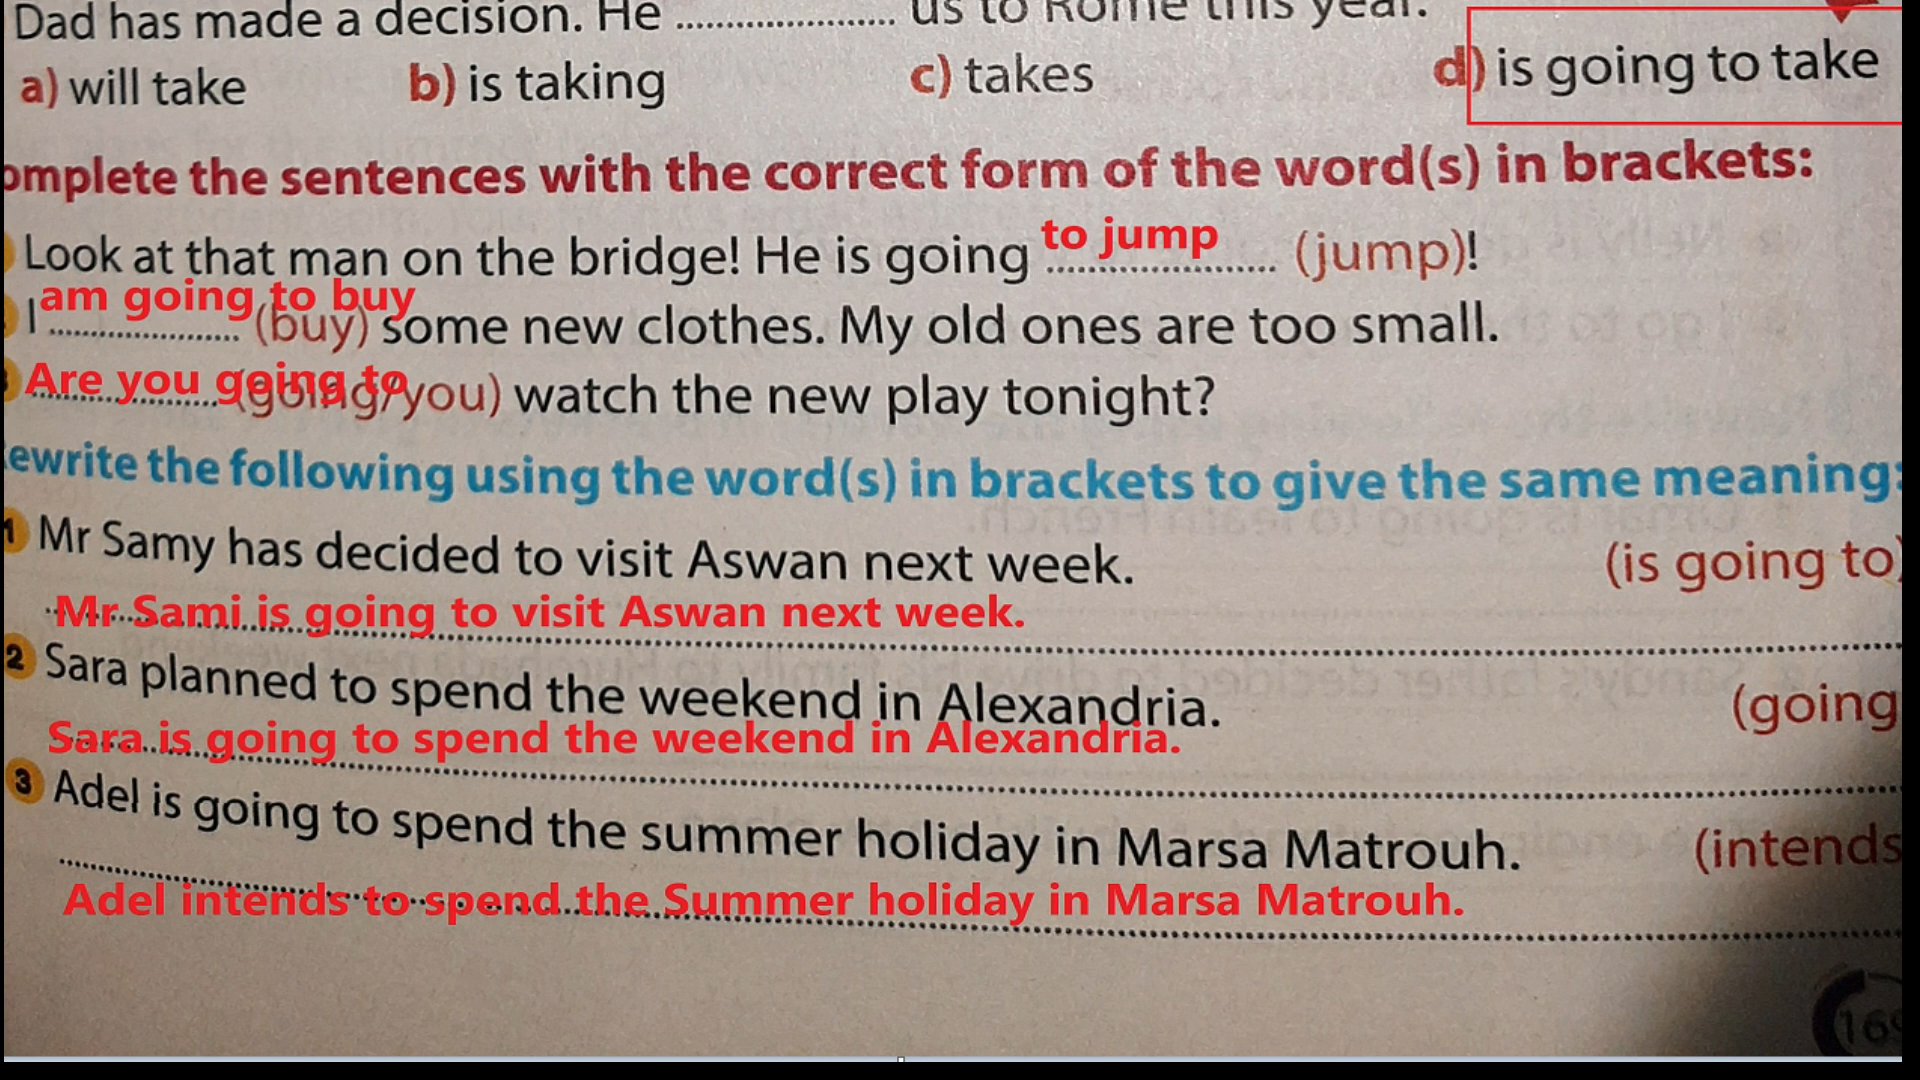 Dad has made a decision. He ..................... us to Rome this year.
a) will take b) is taking c) takes d) is going to take
omplete the sentences with the correct form of the word(s) in brackets:
Look at that man on the bridge! He is going to jump ...................... (jump)!
I am going to buy .................... (buy) some new clothes. My old ones are too small.
Are you going to .................... (going/you) watch the new play tonight?
ewrite the following using the word(s) in brackets to give the same meaning:
1 Mr Samy has decided to visit Aswan next week. (is going to)
Mr Sami is going to visit Aswan next week.
2 Sara planned to spend the weekend in Alexandria. (going
Sara is going to spend the weekend in Alexandria.
3 Adel is going to spend the summer holiday in Marsa Matrouh. (intends
Adel intends to spend the Summer holiday in Marsa Matrouh.